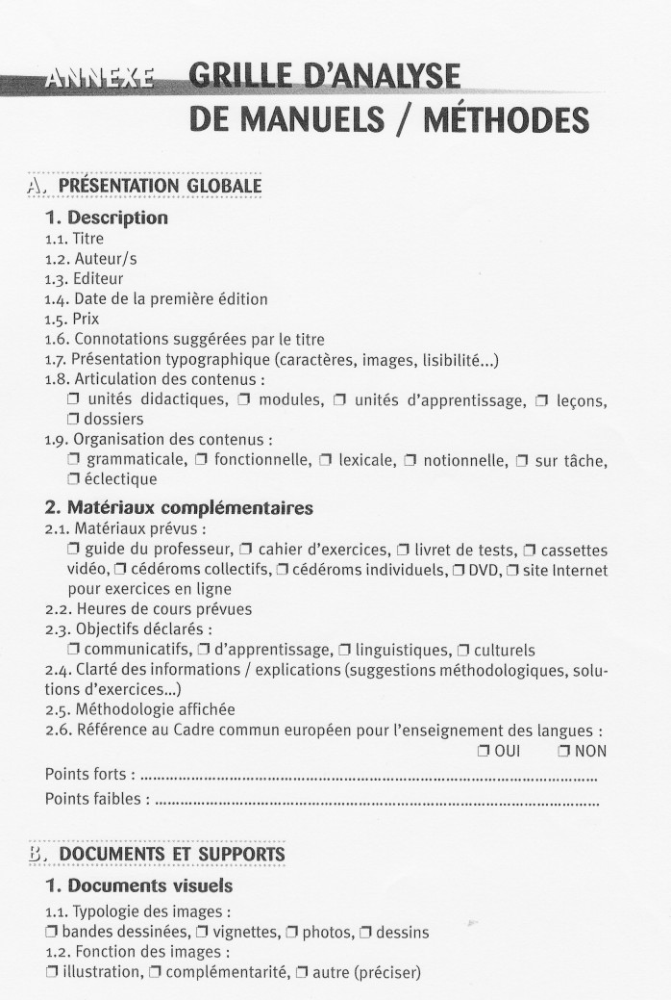 ANNEXE GRILLE D'ANALYSE
DE MANUELS / MÉTHODES
A. PRÉSENTATION GLOBALE
1. Description
1.1. Titre
1.2. Auteur/s
1.3. Editeur
1.4. Date de la première édition
1.5. Prix
1.6. Connotations suggérées par le titre
1.7. Présentation typographique (caractères, images, lisibilité...)
1.8. Articulation des contenus :
❒ unités didactiques, ❒ modules, ❒ unités d'apprentissage, ❒ leçons,
❒ dossiers
1.9. Organisation des contenus :
❒ grammaticale, ❒ fonctionnelle, ❒ lexicale, ❒ notionnelle, ❒ sur tâche,
❒ éclectique
2. Matériaux complémentaires
2.1. Matériaux prévus :
❒ guide du professeur, ❒ cahier d'exercices, ❒ livret de tests, ❒ cassettes
vidéo, ❒ cédéroms collectifs, ❒ cédéroms individuels, ❒ DVD, ❒ site Internet
pour exercices en ligne
2.2. Heures de cours prévues
2.3. Objectifs déclarés :
❒ communicatifs, ❒ d'apprentissage, ❒ linguistiques, ❒ culturels
2.4. Clarté des informations / explications (suggestions méthodologiques, solu-
tions d'exercices...)
2.5. Méthodologie affichée
2.6. Référence au Cadre commun européen pour l'enseignement des langues :
❒ OUI ❒ NON
Points forts : ..........................................................................................
Points faibles : ........................................................................................
B. DOCUMENTS ET SUPPORTS
1. Documents visuels
1.1. Typologie des images :
❒ bandes dessinées, ❒ vignettes, ❒ photos, ❒ dessins
1.2. Fonction des images :
❒ illustration, ❒ complémentarité, ❒ autre (préciser)